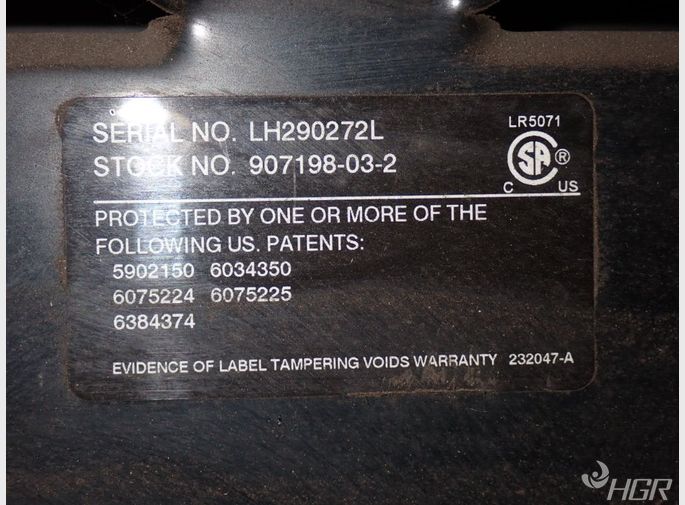 SERIAL NO. LH290272L
STOCK NO. 907198-03-2
LR5071
SA ®
C US
PROTECTED BY ONE OR MORE OF THE
FOLLOWING US. PATENTS:
5902150 6034350
6075224 6075225
6384374
EVIDENCE OF LABEL TAMPERING VOIDS WARRANTY 232047-A
HGR